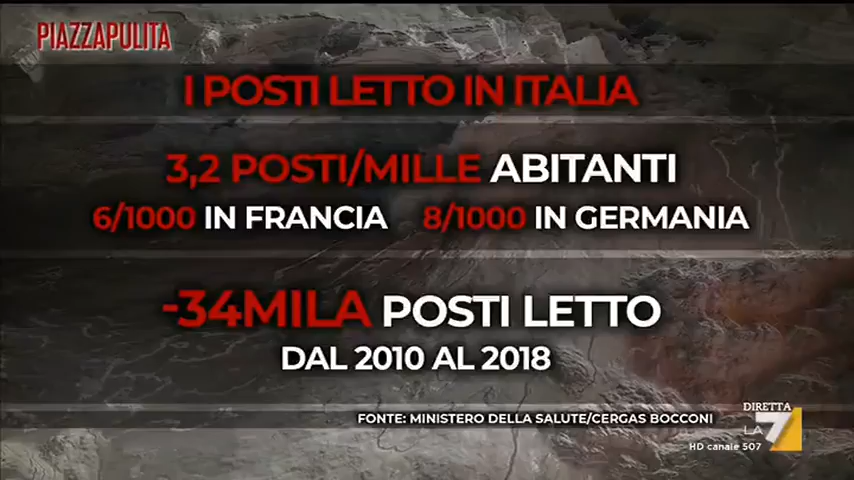 PIAZZAPULITA
I POSTI LETTO IN ITALIA
3,2 POSTI/MILLE ABITANTI
6/1000 IN FRANCIA 8/1000 IN GERMANIA
-34MILA POSTI LETTO
DAL 2010 AL 2018
FONTE: MINISTERO DELLA SALUTE/CERGAS BOCCONI
DIRETTA
LA 7
HD canale 507